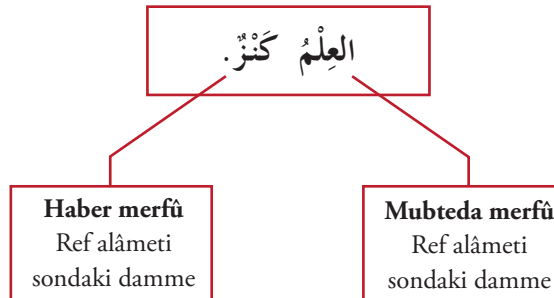 العِلْمُ كَنْزٌ.
Haber merfû
Ref alâmeti
sondaki damme
Mubteda merfû
Ref alâmeti
sondaki damme